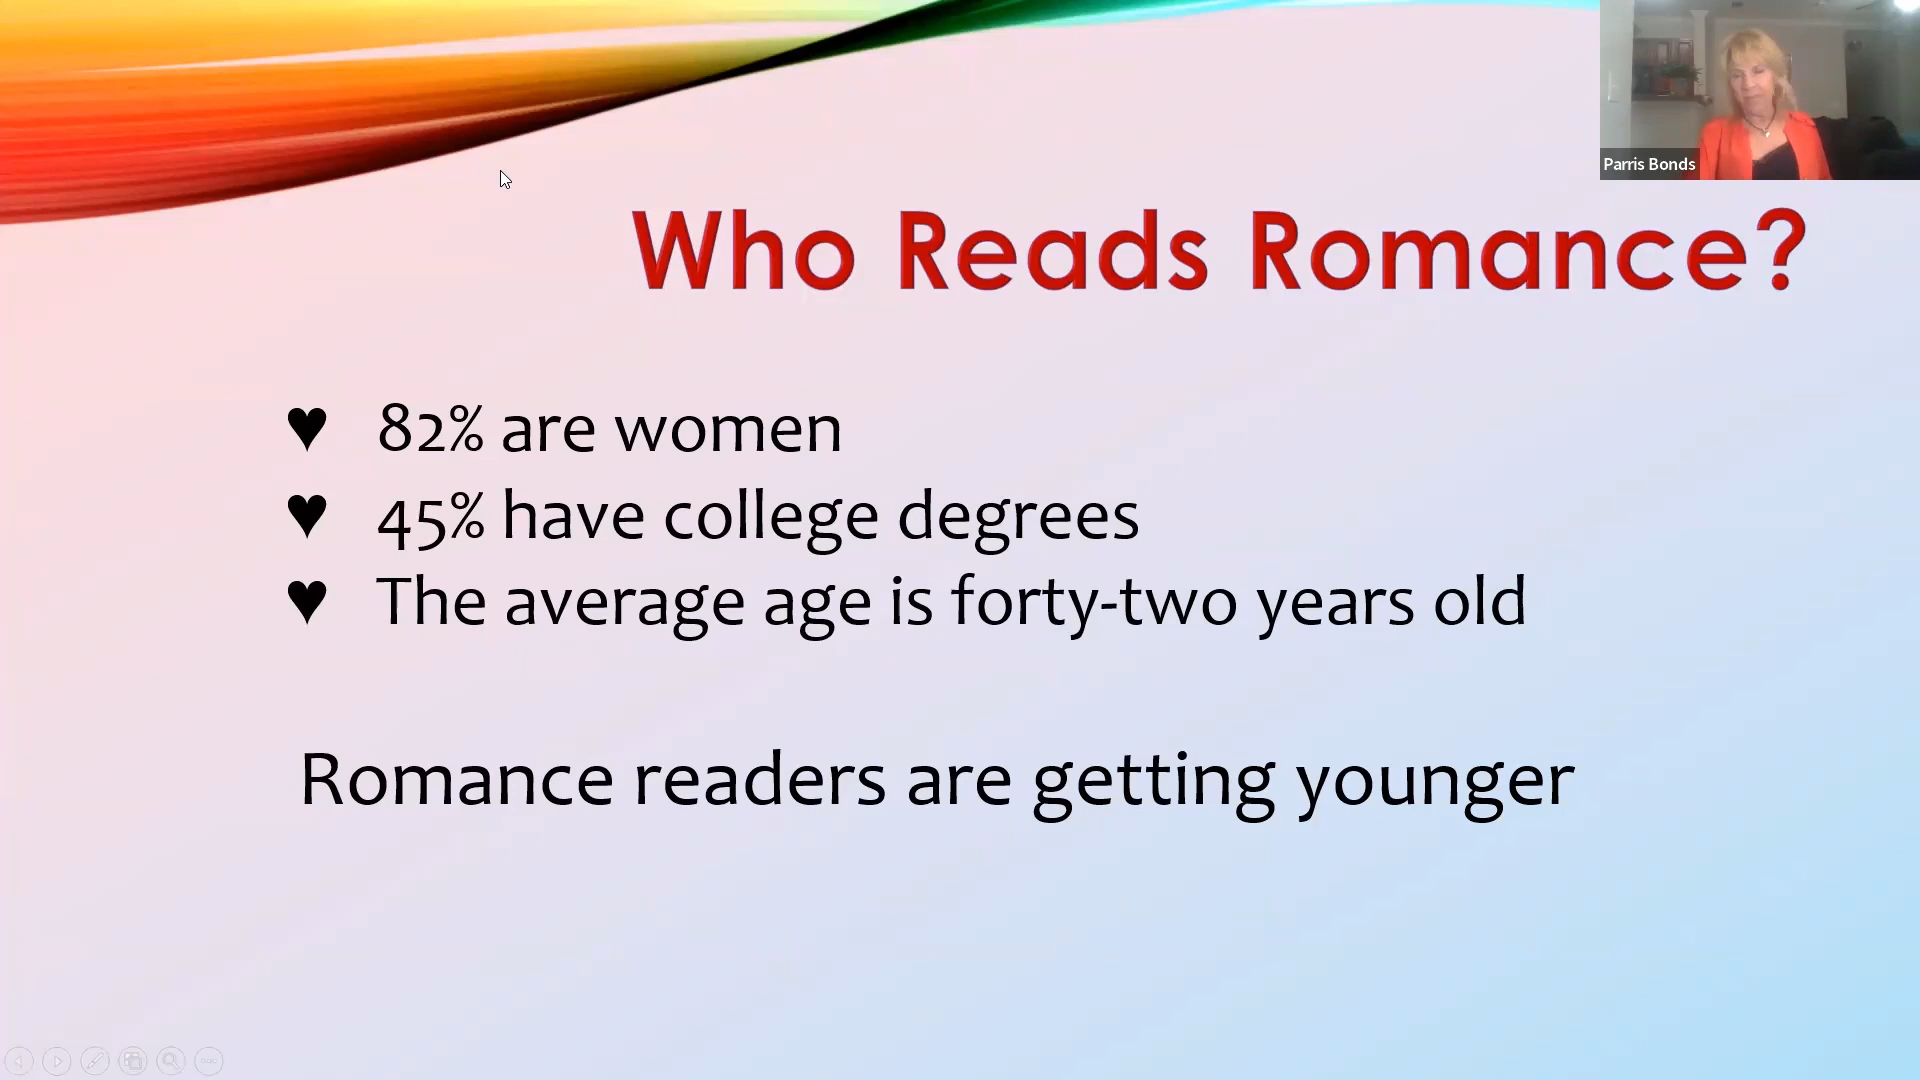 Parris Bonds
Who Reads Romance?
♥ 82% are women
♥ 45% have college degrees
♥ The average age is forty-two years old
Romance readers are getting younger